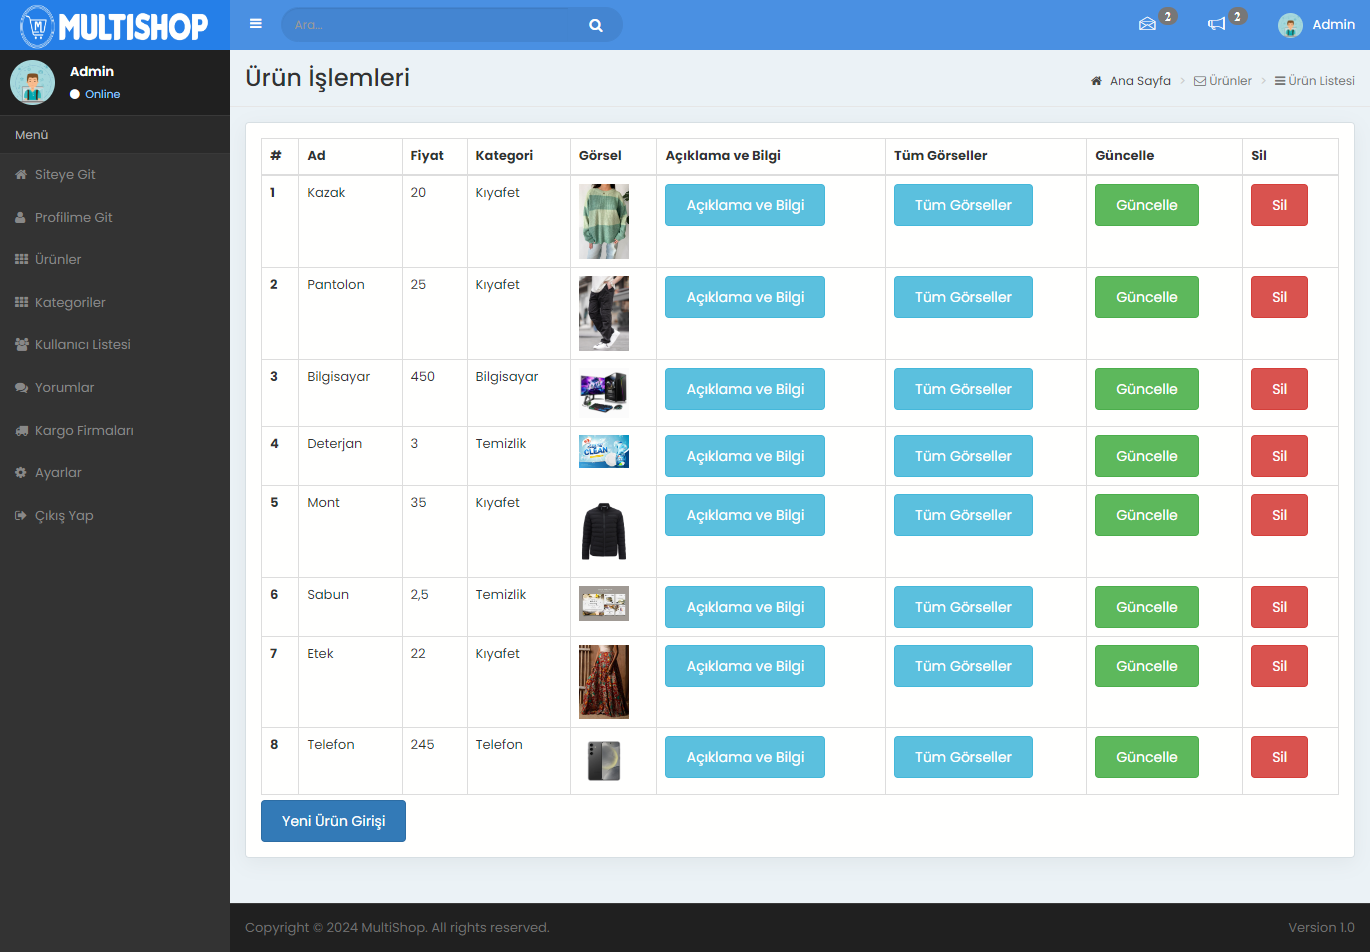 MULTISHOP
Ara...
2
2
Admin
Admin
Online
Menü
Siteye Git
Profilime Git
Ürünler
Kategoriler
Kullanıcı Listesi
Yorumlar
Kargo Firmaları
Ayarlar
Çıkış Yap
Ürün İşlemleri
Ana Sayfa > Ürünler > Ürün Listesi
# Ad Fiyat Kategori Görsel Açıklama ve Bilgi Tüm Görseller Güncelle Sil
1 Kazak 20 Kıyafet Açıklama ve Bilgi Tüm Görseller Güncelle Sil
2 Pantolon 25 Kıyafet Açıklama ve Bilgi Tüm Görseller Güncelle Sil
3 Bilgisayar 450 Bilgisayar Açıklama ve Bilgi Tüm Görseller Güncelle Sil
4 Deterjan 3 Temizlik CLEAN Açıklama ve Bilgi Tüm Görseller Güncelle Sil
5 Mont 35 Kıyafet Açıklama ve Bilgi Tüm Görseller Güncelle Sil
6 Sabun 2,5 Temizlik Açıklama ve Bilgi Tüm Görseller Güncelle Sil
7 Etek 22 Kıyafet Açıklama ve Bilgi Tüm Görseller Güncelle Sil
8 Telefon 245 Telefon Açıklama ve Bilgi Tüm Görseller Güncelle Sil
Yeni Ürün Girişi
Copyright © 2024 MultiShop. All rights reserved.
Version 1.0